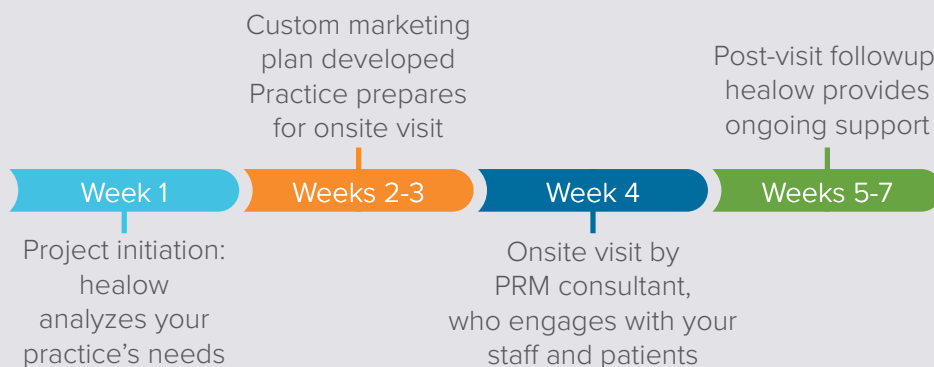 Custom marketing
plan developed
Practice prepares
for onsite visit
Post-visit followup
healow provides
ongoing support
Week 1
Weeks 2-3
Week 4
Weeks 5-7
Project initiation:
healow
analyzes your
practice's needs
Onsite visit by
PRM consultant,
who engages with your
staff and patients